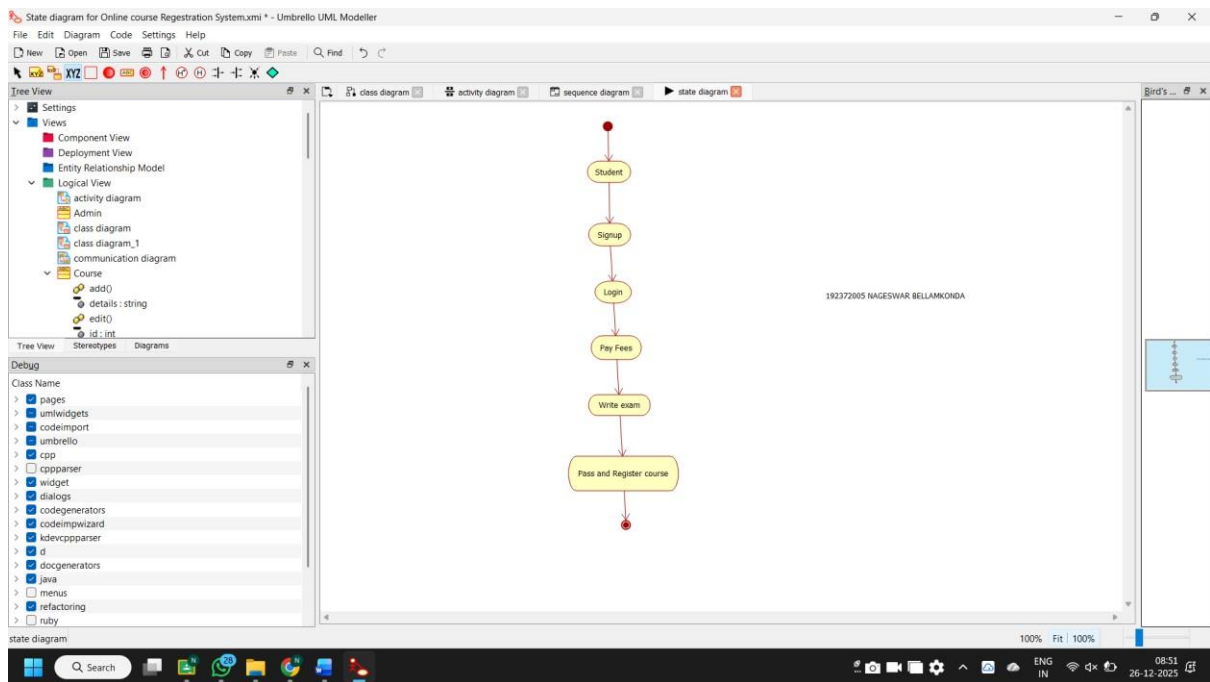 State diagram for Online course Regestration System.xmi * - Umbrello UML Modeller
File Edit Diagram Code Settings Help
New Open Save Cut Copy Paste Find
XYZ
Tree View
Settings
Views
Component View
Deployment View
Entity Relationship Model
Logical View
activity diagram
Admin
class diagram
class diagram_1
communication diagram
Course
add()
details : string
edit()
id : int
Tree View Stereotypes Diagrams
Debug
Class Name
pages
umlwidgets
codeimport
umbrello
cpp
cppparser
widget
dialogs
codegenerators
codeimpwizard
kdevcppparser
d
docgenerators
java
menus
refactoring
ruby
class diagram activity diagram sequence diagram state diagram
Student
Signup
Login
Pay Fees
Write exam
Pass and Register course
192372005 NAGESWAR BELLAMKONDA
Bird's ...
state diagram
100% Fit 100%
Search
28
ENG
IN
08:51
26-12-2025